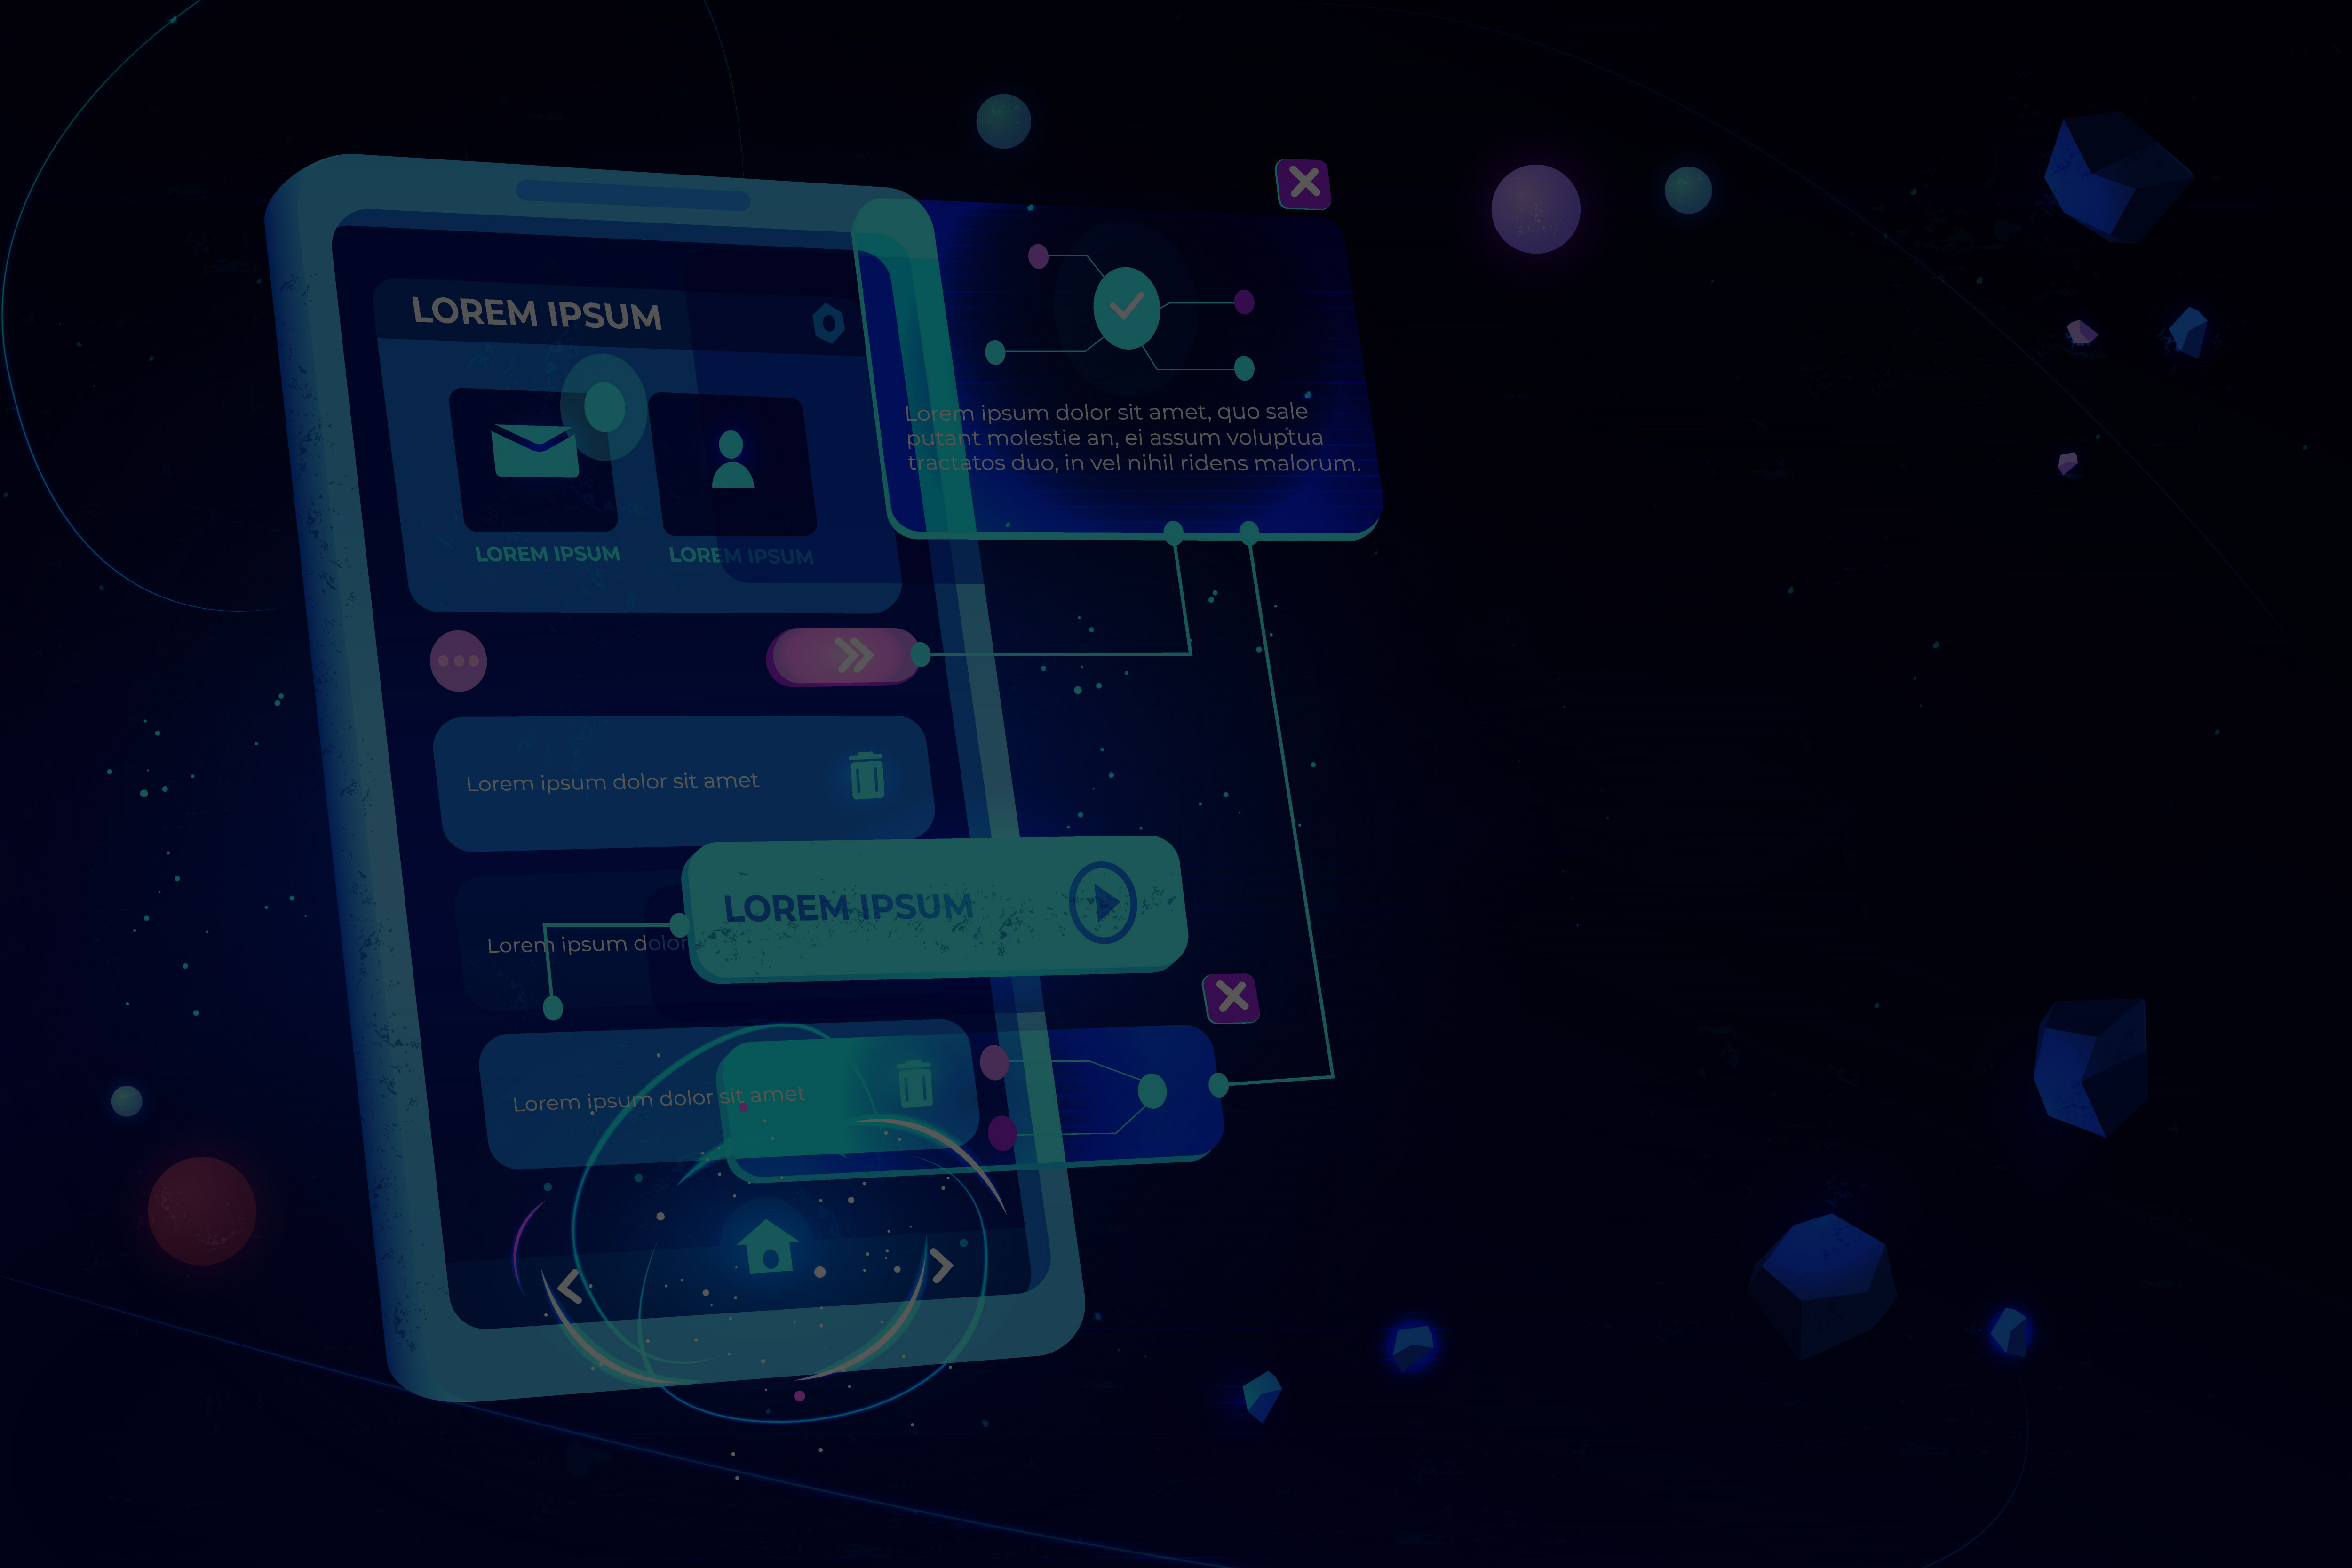 LOREM IPSUM
LOREM IPSUM
LOREM IPSUM
Lorem ipsum dolor sit amet, quo sale
putant molestie an, ei assum voluptua
tractatos duo, in vel nihil ridens malorum.
Lorem ipsum dolor sit amet
LOREM IPSUM
Lorem ipsum dolor
Lorem ipsum dolor sit amet